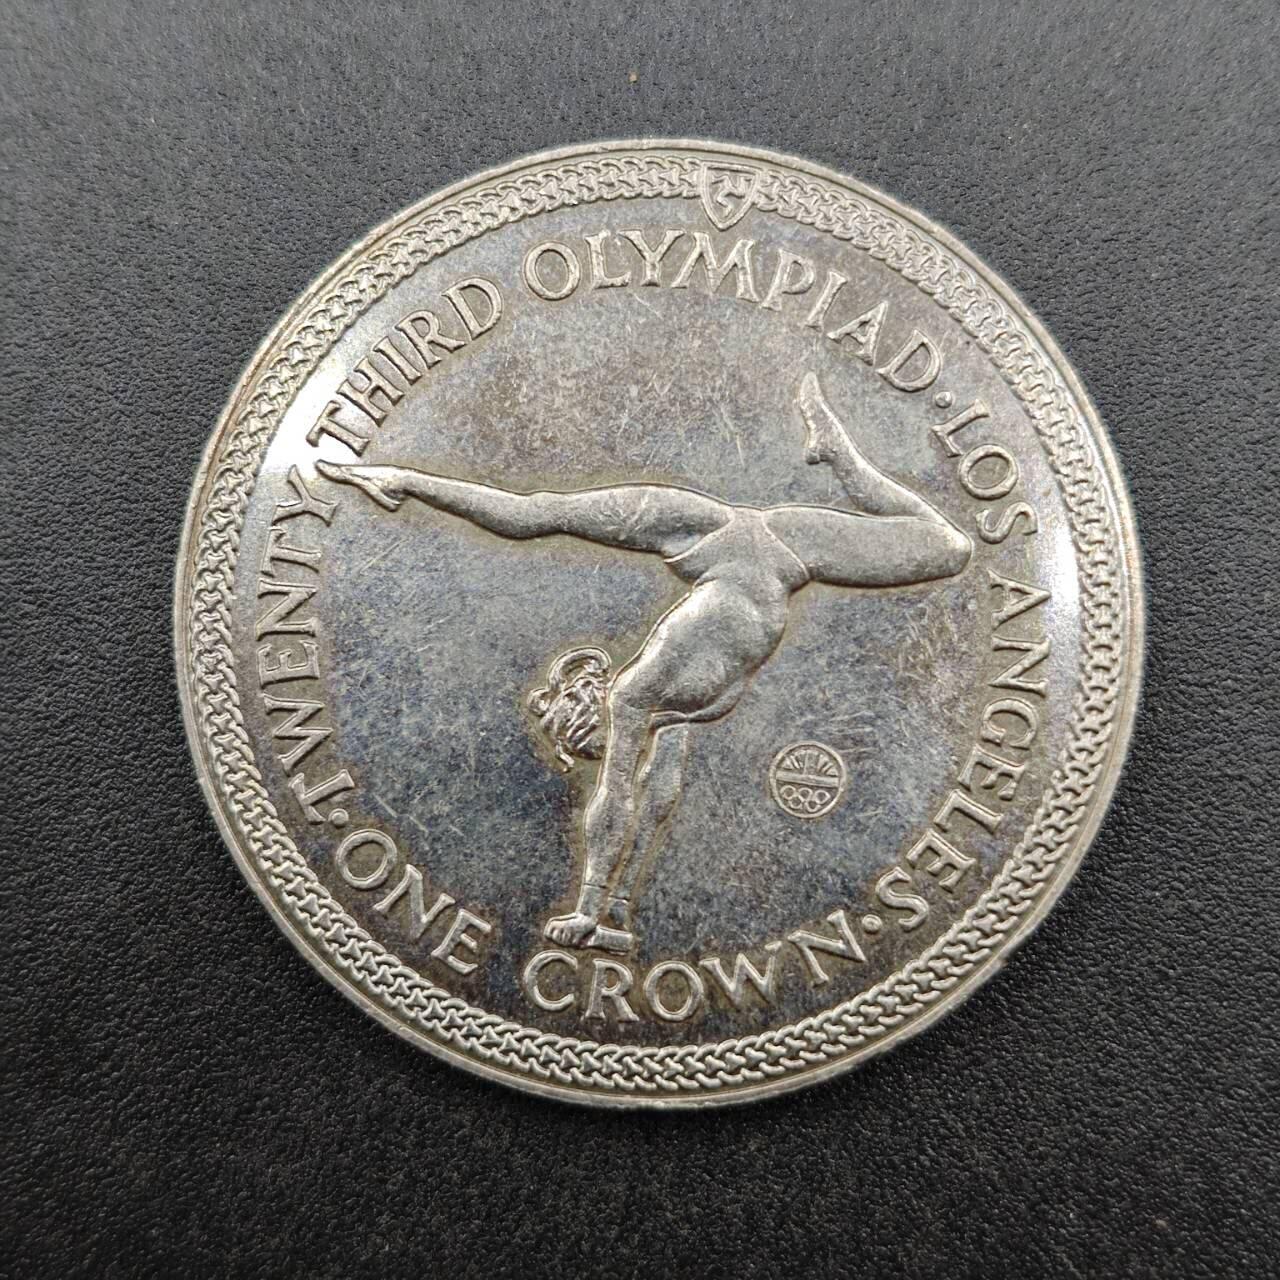 TWENTY THIRD OLYMPIAD · LOS ANGELES · ONE CROWN ·